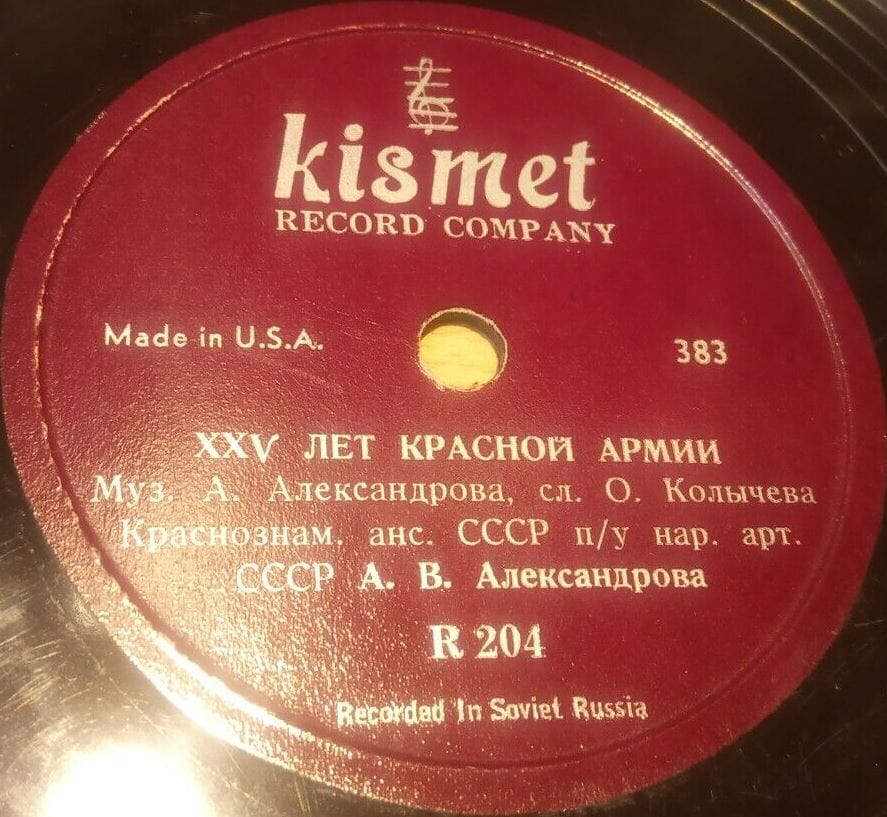 kismet
RECORD COMPANY
Made in U.S.A.
383
XXV ЛЕТ КРАСНОЙ АРМИИ
Муз. А. Александрова, сл. О. Колычева
Краснознам. анс. СССР п/у нар. арт.
СССР А. В. Александрова
R 204
Recorded In Soviet Russia